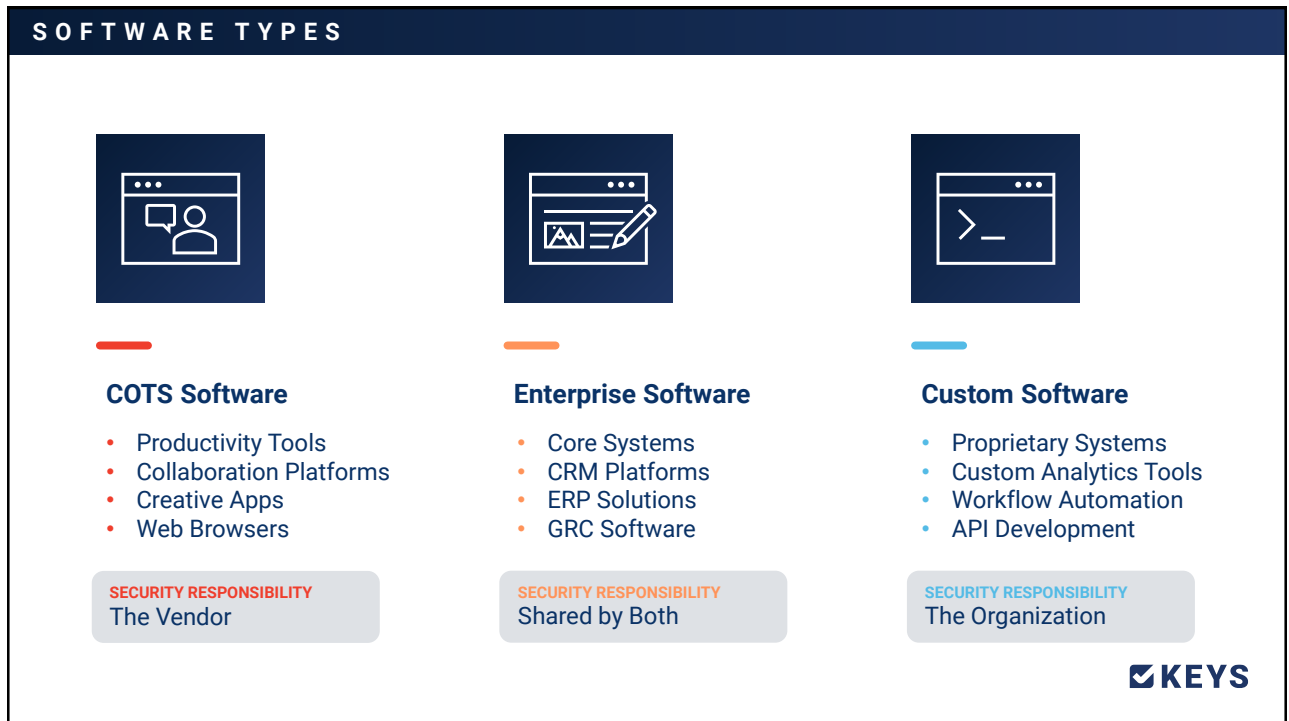 SOFTWARE TYPES
COTS Software
• Productivity Tools
• Collaboration Platforms
• Creative Apps
• Web Browsers
SECURITY RESPONSIBILITY
The Vendor
Enterprise Software
• Core Systems
• CRM Platforms
• ERP Solutions
• GRC Software
SECURITY RESPONSIBILITY
Shared by Both
Custom Software
• Proprietary Systems
• Custom Analytics Tools
• Workflow Automation
• API Development
SECURITY RESPONSIBILITY
The Organization
KEYS